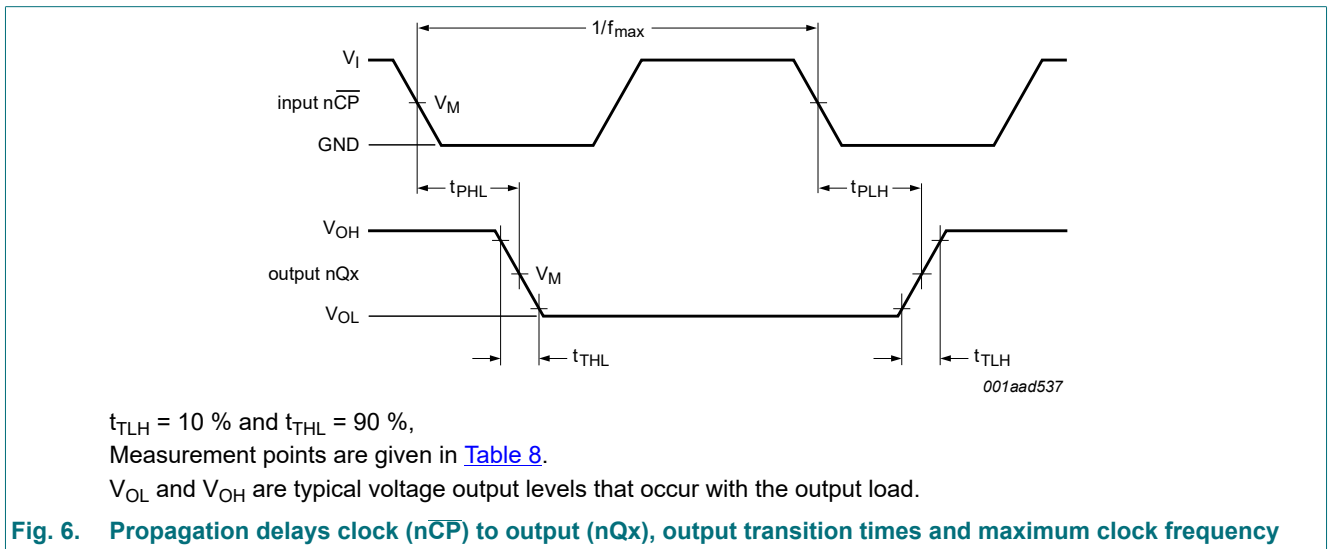 1/fmax
VI
input nC̅P̅
VM
GND
tPHL
tPLH
VOH
output nQx
VM
VOL
tTHL
tTLH
001aad537
tTLH = 10 % and tTHL = 90 %,
Measurement points are given in Table 8.
VOL and VOH are typical voltage output levels that occur with the output load.
Fig. 6. Propagation delays clock (nC̅P̅) to output (nQx), output transition times and maximum clock frequency